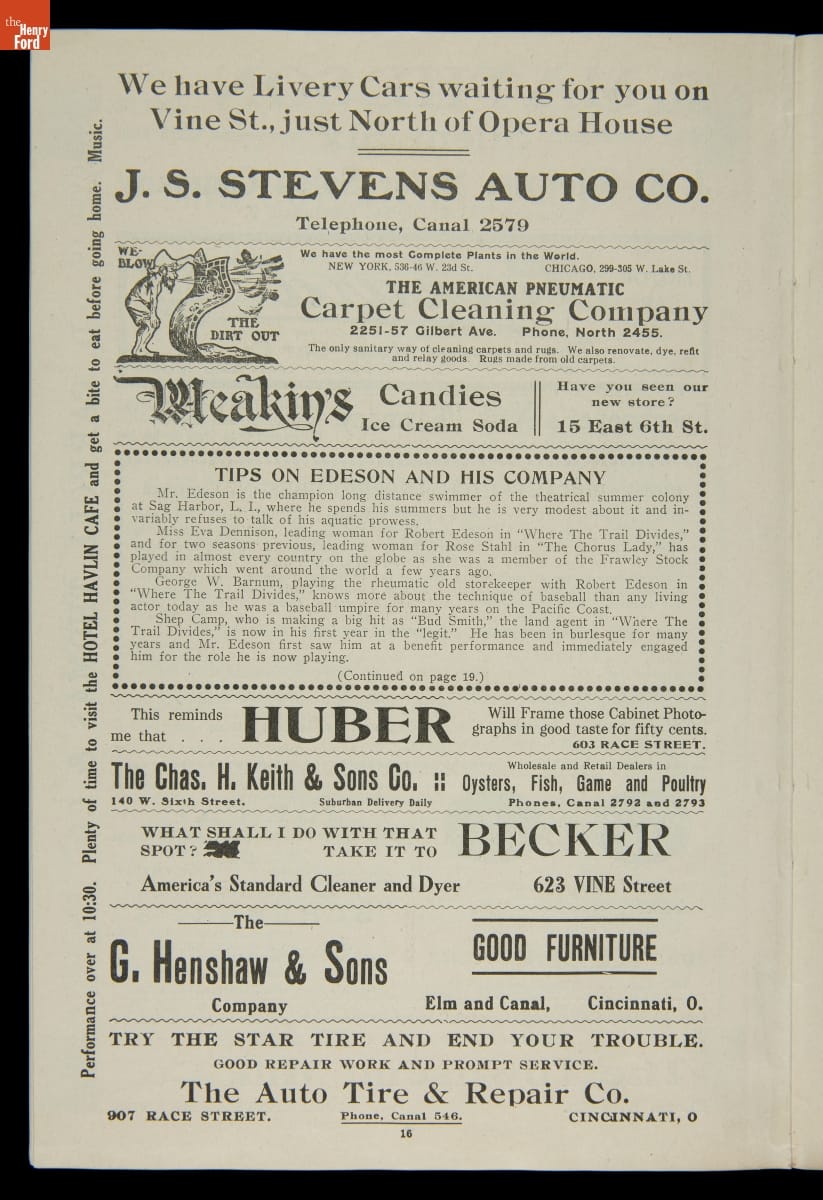 the
Henry
Ford
We have Livery Cars waiting for you on
Vine St., just North of Opera House
J. S. STEVENS AUTO CO.
Telephone, Canal 2579
WE-
BLOW
THE
DIRT OUT
We have the most Complete Plants in the World.
NEW YORK, 536-46 W. 23d St. CHICAGO, 299-305 W. Lake St.
THE AMERICAN PNEUMATIC
Carpet Cleaning Company
2251-57 Gilbert Ave. Phone, North 2455.
The only sanitary way of cleaning carpets and rugs. We also renovate, dye, refit
and relay goods. Rugs made from old carpets.
Meakin's
Candies
Ice Cream Soda
Have you seen our
new store?
15 East 6th St.
TIPS ON EDESON AND HIS COMPANY
Mr. Edeson is the champion long distance swimmer of the theatrical summer colony
at Sag Harbor, L. I., where he spends his summers but he is very modest about it and in-
variably refuses to talk of his aquatic prowess.
Miss Eva Dennison, leading woman for Robert Edeson in "Where The Trail Divides,"
and for two seasons previous, leading woman for Rose Stahl in "The Chorus Lady," has
played in almost every country on the globe as she was a member of the Frawley Stock
Company which went around the world a few years ago.
George W. Barnum, playing the rheumatic old storekeeper with Robert Edeson in
"Where The Trail Divides," knows more about the technique of baseball than any living
actor today as he was a baseball umpire for many years on the Pacific Coast.
Shep Camp, who is making a big hit as "Bud Smith," the land agent in "Where The
Trail Divides," is now in his first year in the "legit." He has been in burlesque for many
years and Mr. Edeson first saw him at a benefit performance and immediately engaged
him for the role he is now playing.
(Continued on page 19.)
This reminds
me that . . .
HUBER
Will Frame those Cabinet Photo-
graphs in good taste for fifty cents.
603 RACE STREET.
The Chas. H. Keith & Sons Co. ::
140 W. Sixth Street. Suburban Delivery Daily
Wholesale and Retail Dealers in
Oysters, Fish, Game and Poultry
Phones, Canal 2792 and 2793
WHAT SHALL I DO WITH THAT
SPOT? TAKE IT TO
BECKER
America's Standard Cleaner and Dyer 623 VINE Street
The
G. Henshaw & Sons
Company
GOOD FURNITURE
Elm and Canal, Cincinnati, O.
TRY THE STAR TIRE AND END YOUR TROUBLE.
GOOD REPAIR WORK AND PROMPT SERVICE.
The Auto Tire & Repair Co.
907 RACE STREET. Phone, Canal 546. CINCINNATI, O
16
Performance over at 10:30. Plenty of time to visit the HOTEL HAVLIN CAFE and get a bite to eat before going home. Music.